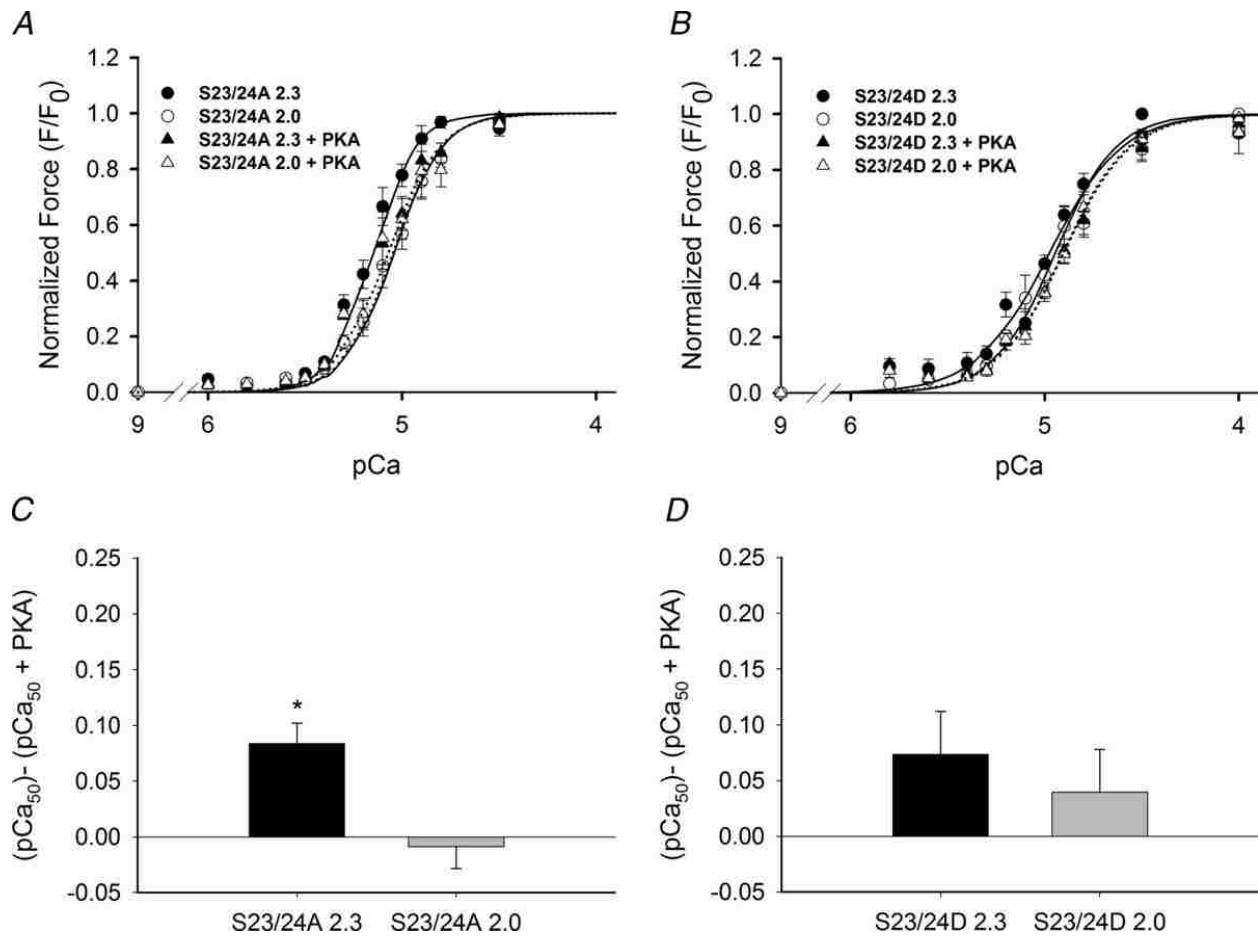 A
1.2
1.0
0.8
0.6
0.4
0.2
0.0
Normalized Force (F/F0)
S23/24A 2.3
S23/24A 2.0
S23/24A 2.3 + PKA
S23/24A 2.0 + PKA
9 6 5 4
pCa
B
1.2
1.0
0.8
0.6
0.4
0.2
0.0
Normalized Force (F/F0)
S23/24D 2.3
S23/24D 2.0
S23/24D 2.3 + PKA
S23/24D 2.0 + PKA
9 6 5 4
pCa
C
0.25
0.20
0.15
0.10
0.05
0.00
-0.05
(pCa50)- (pCa50 + PKA)
*
S23/24A 2.3 S23/24A 2.0
D
0.25
0.20
0.15
0.10
0.05
0.00
-0.05
(pCa50)- (pCa50 + PKA)
S23/24D 2.3 S23/24D 2.0